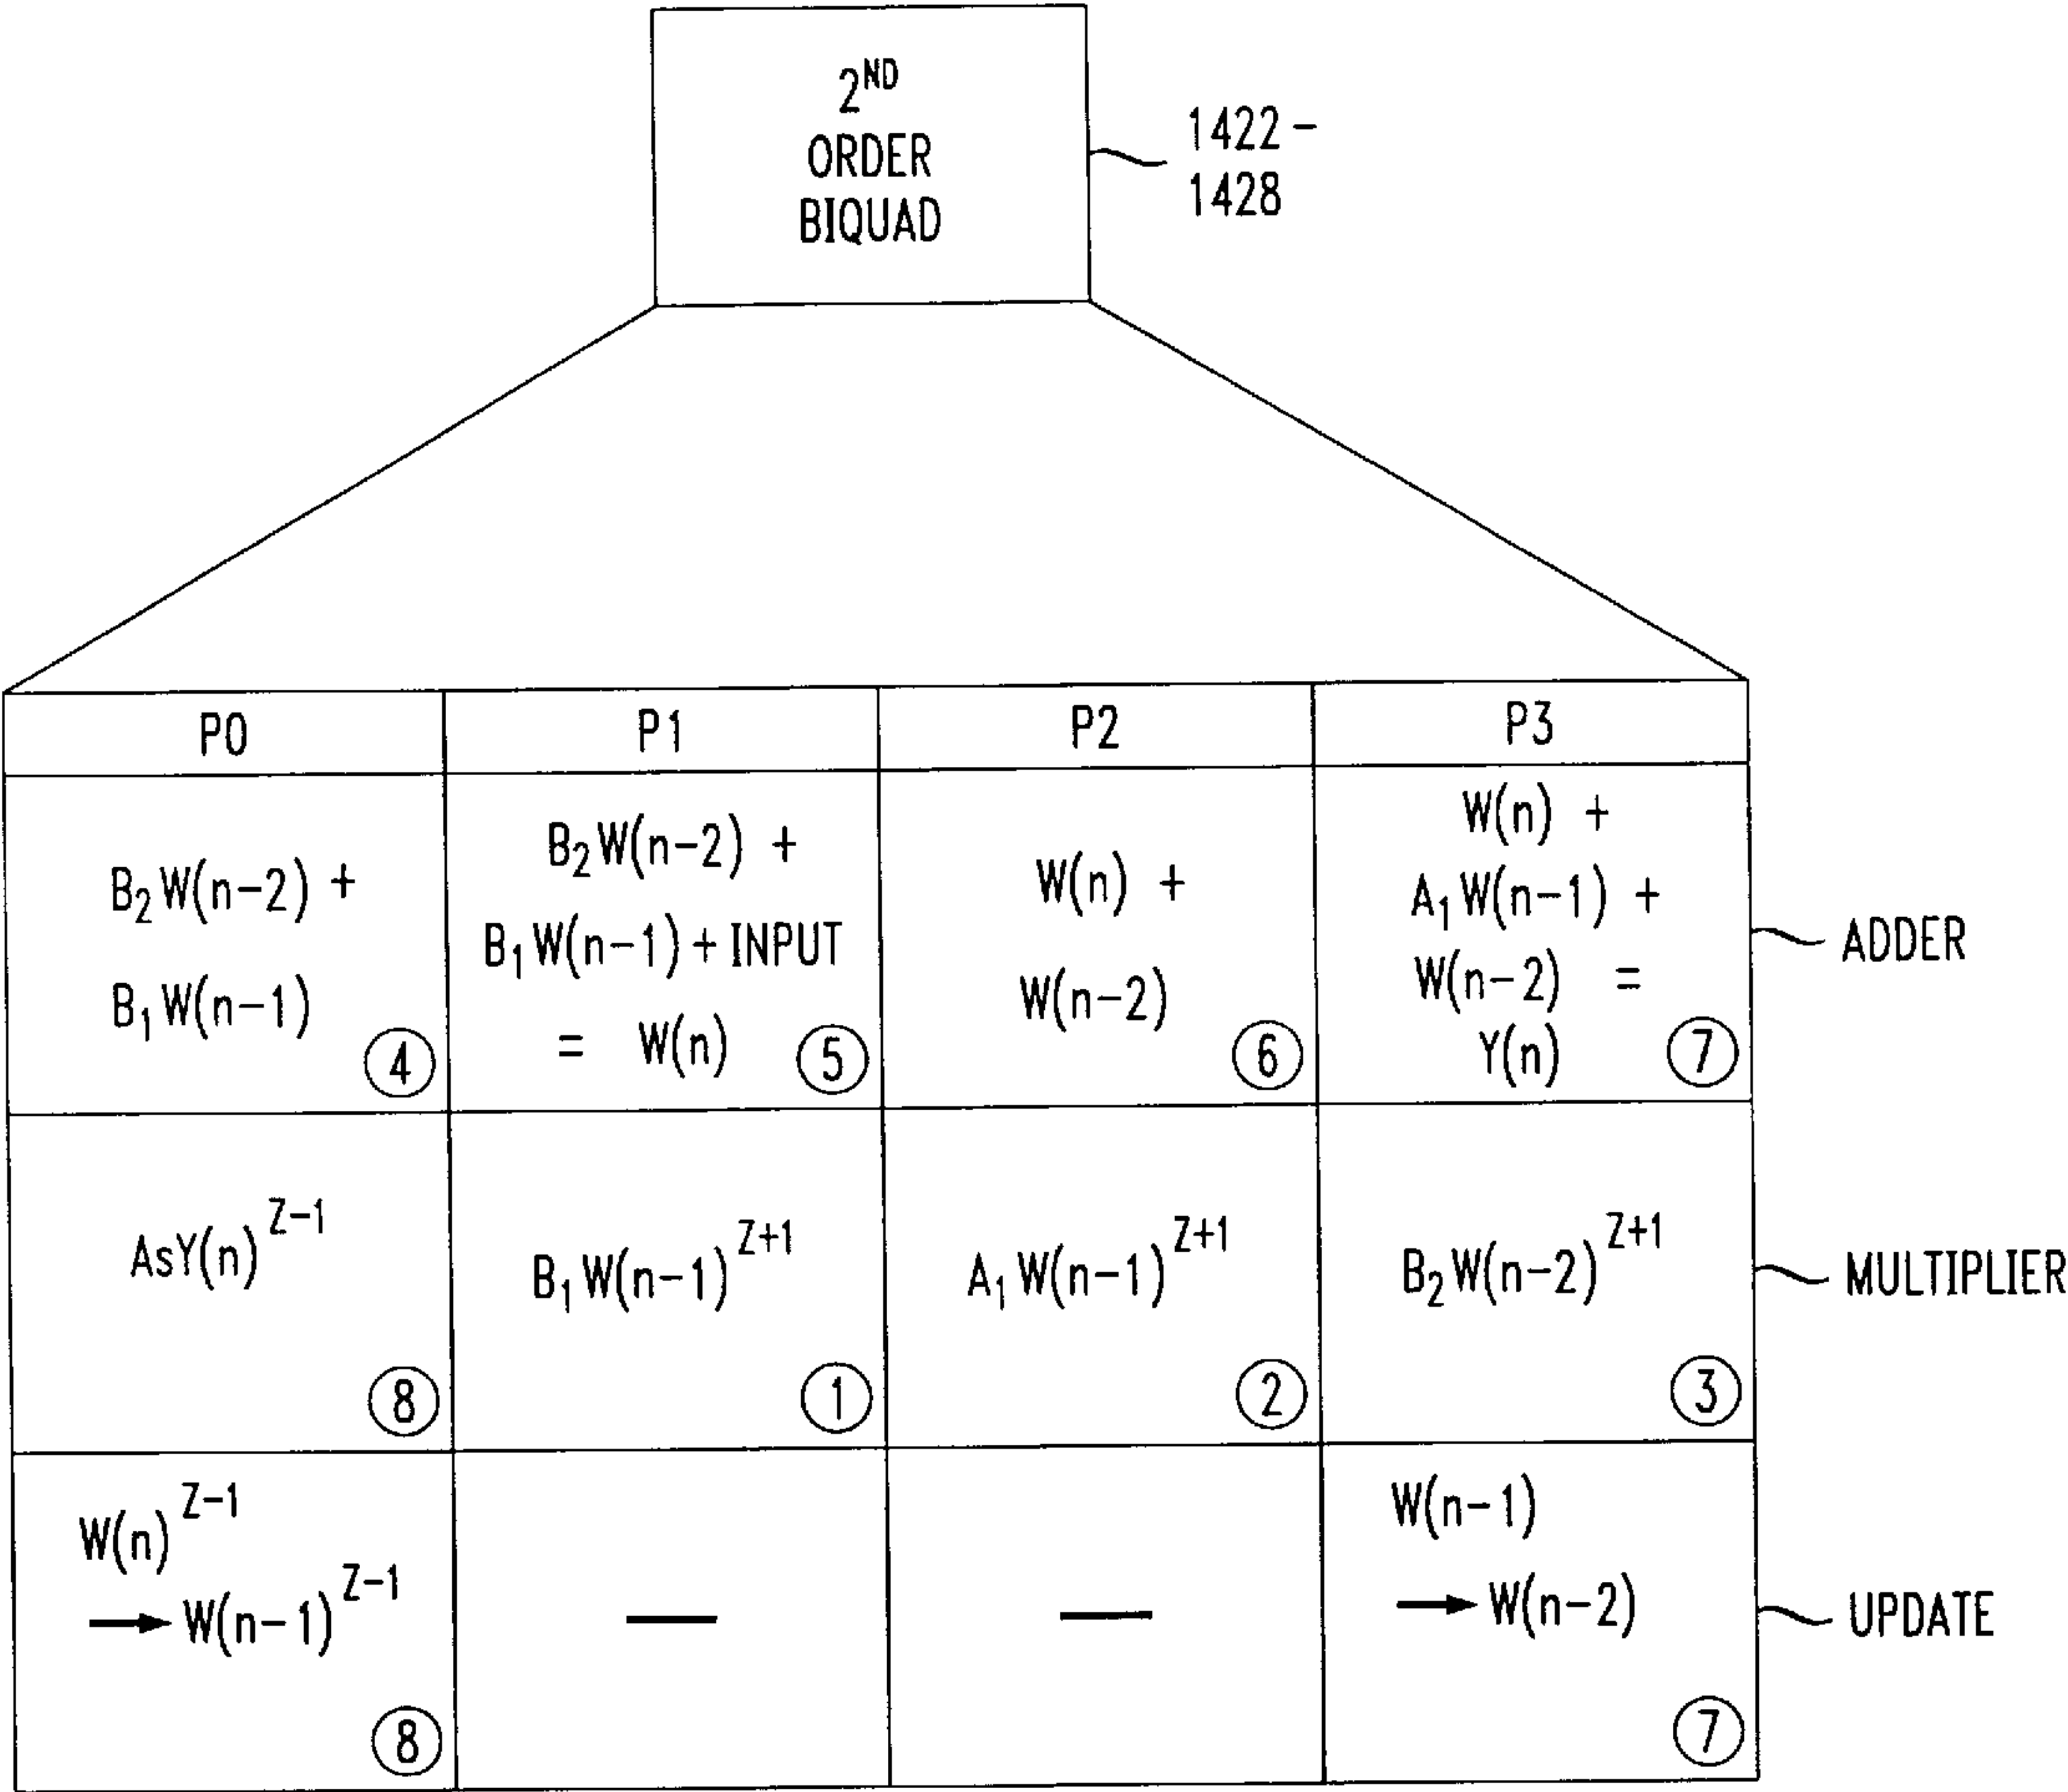 2ND
ORDER
BIQUAD
1422-
1428
P0
P1
P2
P3
B2W(n-2) +
B1W(n-1)
4
B2W(n-2) +
B1W(n-1) + INPUT
= W(n)
5
W(n) +
W(n-2)
6
W(n) +
A1W(n-1) +
W(n-2) =
Y(n)
7
ADDER
AsY(n)Z-1
8
B1W(n-1)Z+1
1
A1W(n-1)Z+1
2
B2W(n-2)Z+1
3
MULTIPLIER
W(n)Z-1
→ W(n-1)Z-1
8
—
—
W(n-1)
→ W(n-2)
7
UPDATE